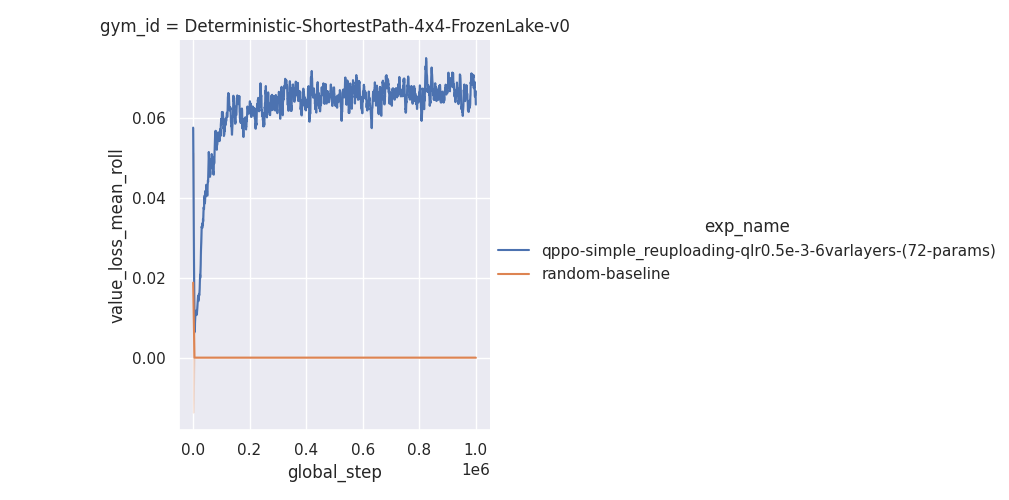 gym_id = Deterministic-ShortestPath-4x4-FrozenLake-v0
value_loss_mean_roll
0.06
0.04
0.02
0.00
0.0 0.2 0.4 0.6 0.8 1.0
1e6
global_step
exp_name
qppo-simple_reuploading-qlr0.5e-3-6varlayers-(72-params)
random-baseline